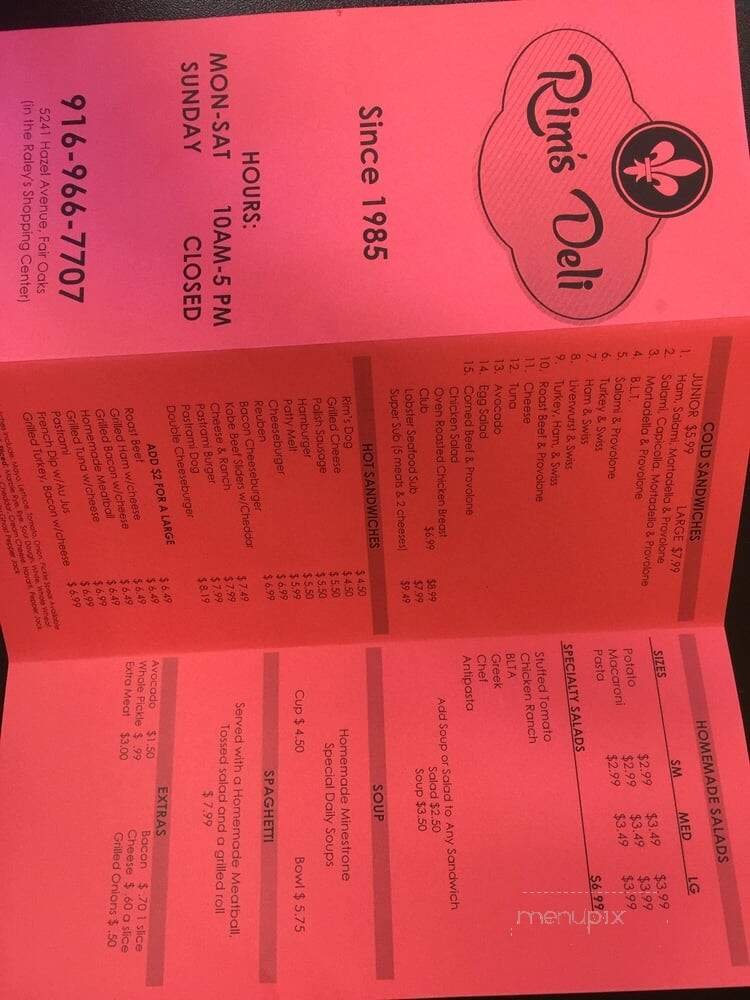 Rim's Deli
Since 1985
HOURS:
MON-SAT 10AM-5 PM
SUNDAY CLOSED
916-966-7707
5241 Hazel Avenue, Fair Oaks
(in the Raley's Shopping Center)
COLD SANDWICHES
JUNIOR $5.99 LARGE $7.99
1. Ham, Salami, Mortadella & Provolone
2. Salami, Capicolla, Mortadella & Provolone
3. Mortadella & Provolone
4. B.L.T.
5. Salami & Provolone
6. Turkey & Swiss
7. Ham & Swiss
8. Liverwurst & Swiss
9. Turkey, Ham, & Swiss
10. Roast Beef & Provolone
11. Cheese
12. Tuna
13. Avocado
14. Egg Salad
15. Corned Beef & Provolone
Chicken Salad
Oven Roasted Chicken Breast $6.99 $8.99
Club $7.99
Lobster Seafood Sub $9.49
Super Sub (5 meats & 2 cheeses)
HOT SANDWICHES
Rim's Dog $4.50
Grilled Cheese $4.50
Polish Sausage $5.50
Hamburger $5.50
Patty Melt $5.99
Cheeseburger $6.99
Reuben $6.99
Bacon Cheeseburger $7.49
Kobe Beef Sliders w/Cheddar $7.99
Cheese & Ranch
Pastrami Burger $7.99
Pastrami Dog $8.19
Double Cheeseburger
ADD $2 FOR A LARGE
Roast Beef $6.49
Grilled Ham w/cheese $6.49
Grilled Bacon w/cheese $6.49
Homemade Meatball $6.49
Grilled Tuna w/cheese $6.99
Pastrami $6.99
French Dip w/Au Jus $6.99
Grilled Turkey, Bacon w/cheese $6.99
Mayo, Lettuce, Tomato, Onion, Pickle Spear Available
HOMEMADE SALADS
SIZES SM MED LG
Potato $2.99 $3.49 $3.99
Macaroni $2.99 $3.49 $3.99
Pasta $2.99 $3.49 $3.99
SPECIALTY SALADS $6.99
Stuffed Tomato
Chicken Ranch
BLTA
Greek
Chef
Antipasta
Add Soup or Salad to Any Sandwich
Salad $2.50
Soup $3.50
SOUP
Homemade Minestrone
Special Daily Soups
Cup $4.50 Bowl $5.75
SPAGHETTI
Served with a Homemade Meatball,
Tossed salad and a grilled roll
$7.99
EXTRAS
Avocado $1.50 Bacon $.70 1 slice
Whole Pickle $.99 Cheese $.60 a slice
Extra Meat $3.00 Grilled Onions $.50
menupix